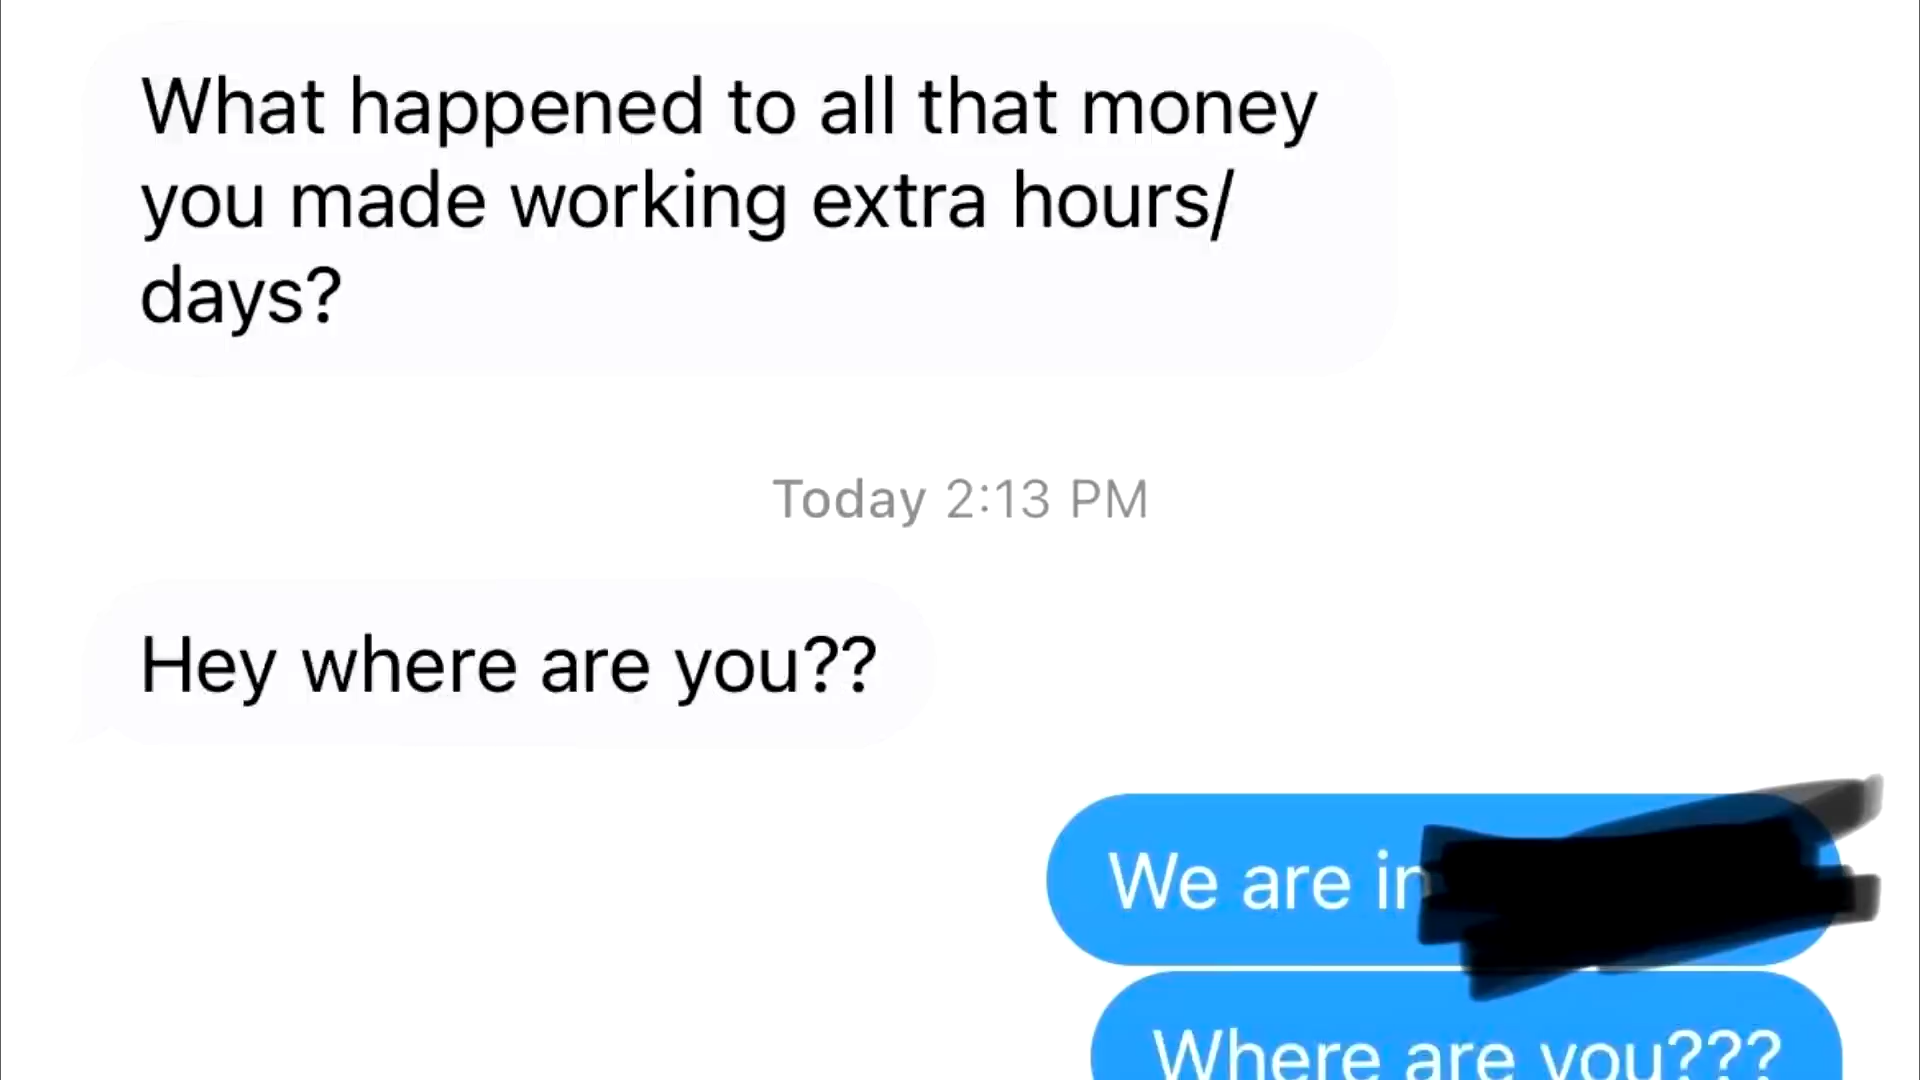 What happened to all that money
you made working extra hours/
days?
Today 2:13 PM
Hey where are you??
We are in
Where are you???